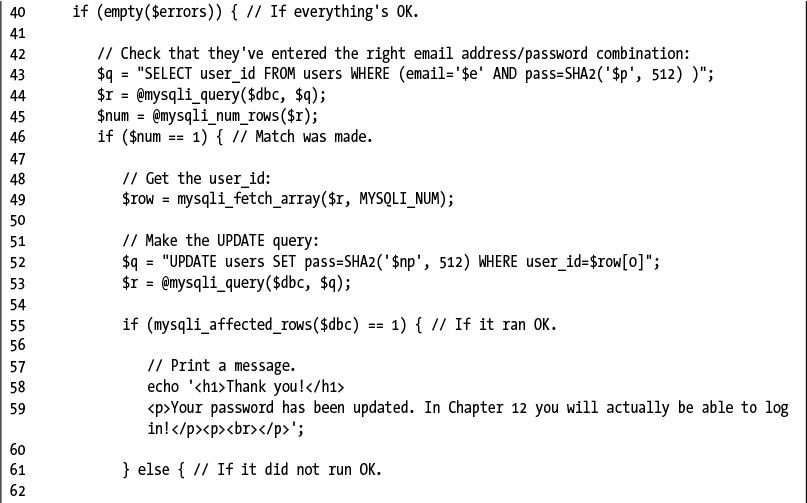 40 if (empty($errors)) { // If everything's OK.
41
42 // Check that they've entered the right email address/password combination:
43 $q = "SELECT user_id FROM users WHERE (email='$e' AND pass=SHA2('$p', 512) )";
44 $r = @mysqli_query($dbc, $q);
45 $num = @mysqli_num_rows($r);
46 if ($num == 1) { // Match was made.
47
48 // Get the user_id:
49 $row = mysqli_fetch_array($r, MYSQLI_NUM);
50
51 // Make the UPDATE query:
52 $q = "UPDATE users SET pass=SHA2('$np', 512) WHERE user_id=$row[0]";
53 $r = @mysqli_query($dbc, $q);
54
55 if (mysqli_affected_rows($dbc) == 1) { // If it ran OK.
56
57 // Print a message.
58 echo '<h1>Thank you!</h1>
59 <p>Your password has been updated. In Chapter 12 you will actually be able to log
in!</p><p><br></p>';
60
61 } else { // If it did not run OK.
62